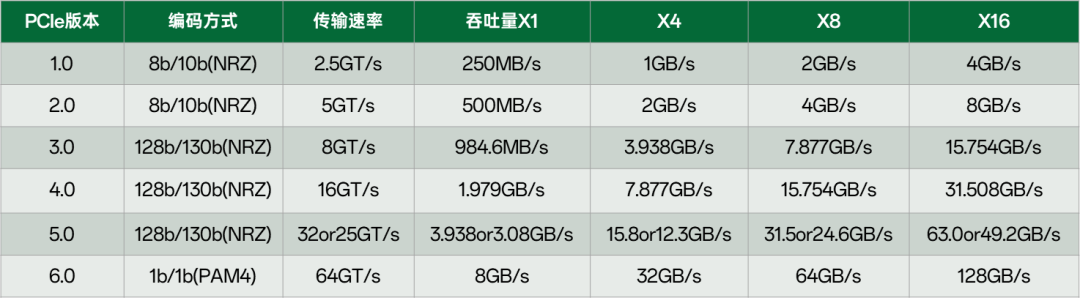 PCIe版本 编码方式 传输速率 吞吐量X1 X4 X8 X16
1.0 8b/10b(NRZ) 2.5GT/s 250MB/s 1GB/s 2GB/s 4GB/s
2.0 8b/10b(NRZ) 5GT/s 500MB/s 2GB/s 4GB/s 8GB/s
3.0 128b/130b(NRZ) 8GT/s 984.6MB/s 3.938GB/s 7.877GB/s 15.754GB/s
4.0 128b/130b(NRZ) 16GT/s 1.979GB/s 7.877GB/s 15.754GB/s 31.508GB/s
5.0 128b/130b(NRZ) 32or25GT/s 3.938or3.08GB/s 15.8or12.3GB/s 31.5or24.6GB/s 63.0or49.2GB/s
6.0 1b/1b(PAM4) 64GT/s 8GB/s 32GB/s 64GB/s 128GB/s